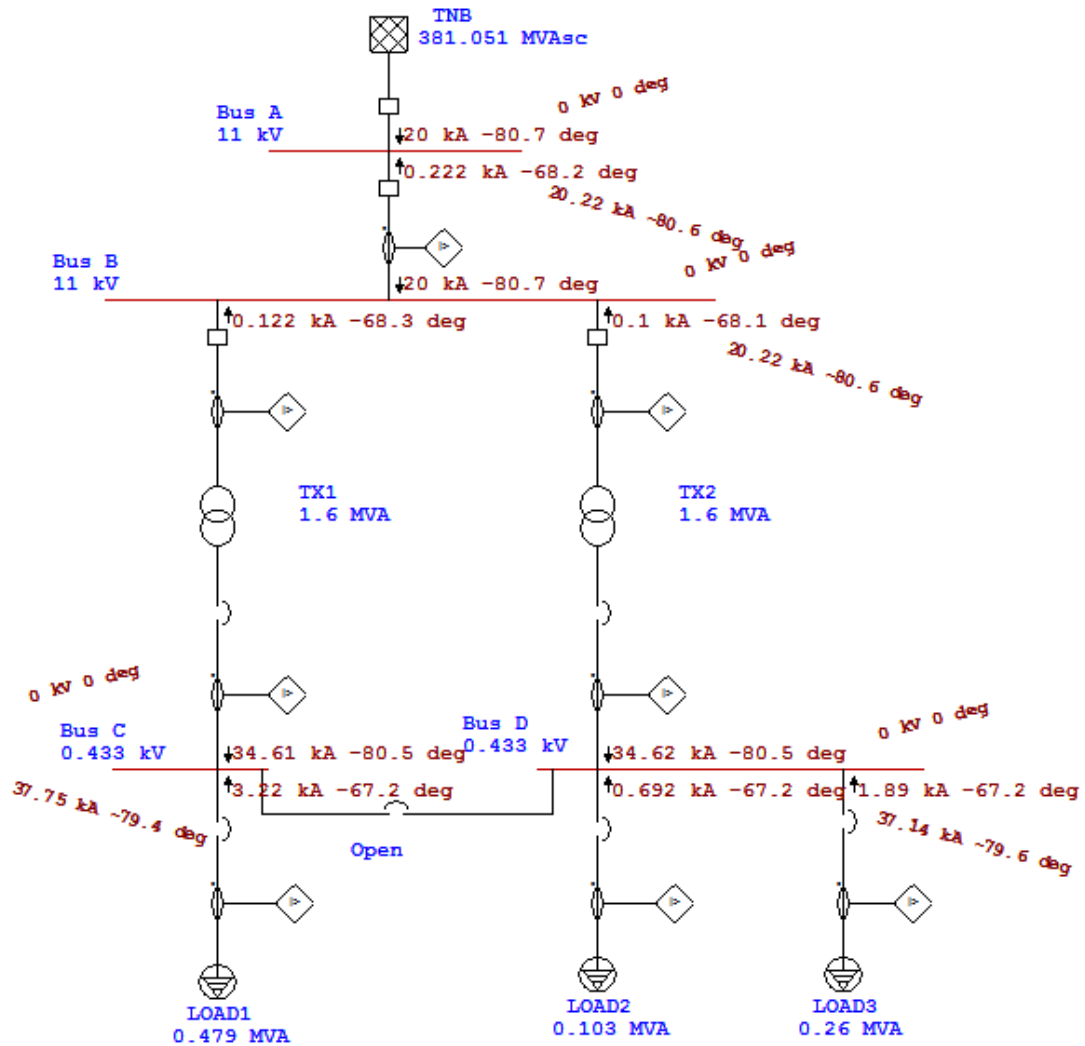 TNB
381.051 MVAsc
0 kV 0 deg
Bus A
11 kV
20 kA -80.7 deg
0.222 kA -68.2 deg
20.22 kA -80.6 deg
0 kV 0 deg
Bus B
11 kV
20 kA -80.7 deg
0.122 kA -68.3 deg
0.1 kA -68.1 deg
20.22 kA -80.6 deg
I>
I>
I>
TX1
1.6 MVA
TX2
1.6 MVA
0 kV 0 deg
I>
I>
0 kV 0 deg
Bus C
0.433 kV
Bus D
0.433 kV
34.61 kA -80.5 deg
34.62 kA -80.5 deg
3.22 kA -67.2 deg
0.692 kA -67.2 deg
1.89 kA -67.2 deg
37.75 kA -79.4 deg
37.14 kA -79.6 deg
Open
I>
I>
I>
LOAD1
0.479 MVA
LOAD2
0.103 MVA
LOAD3
0.26 MVA